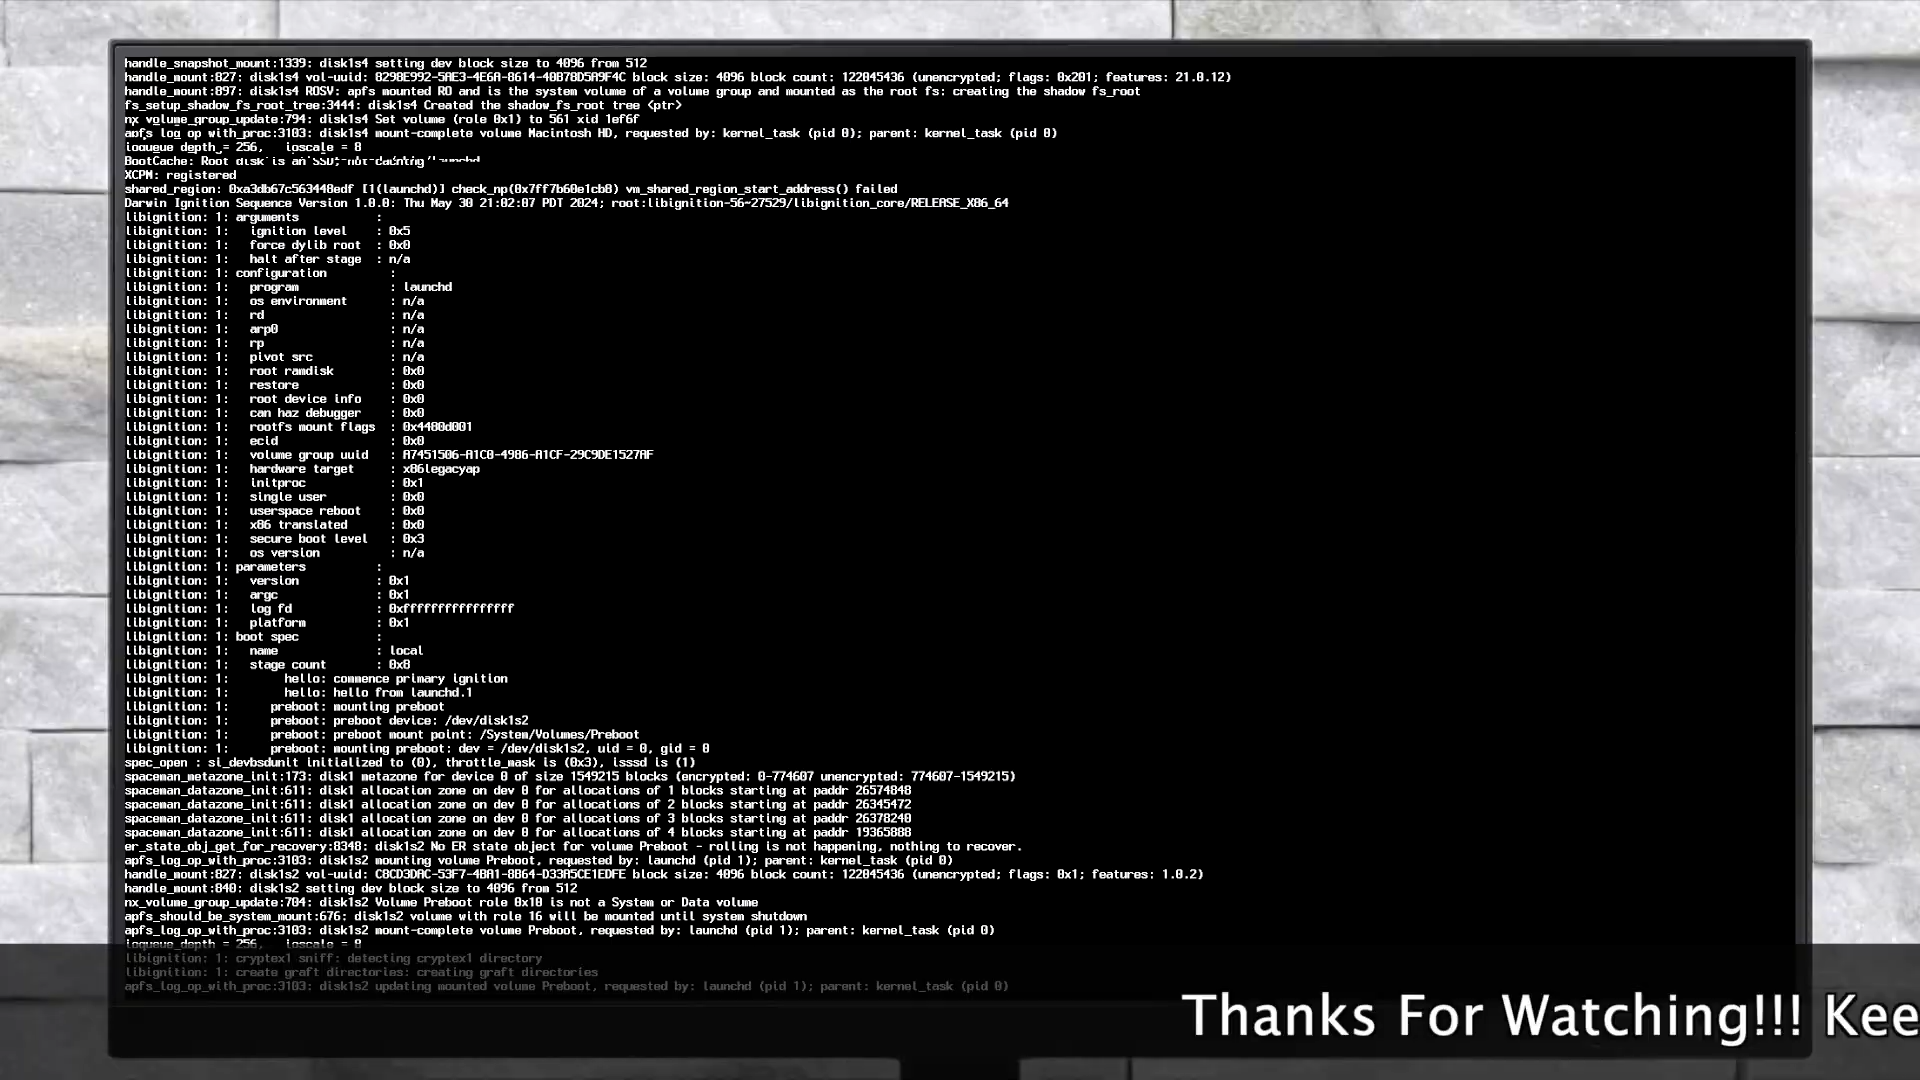 handle_snapshot_mount:1339: disk1s4 setting dev block size to 4096 from 512
handle_mount:827: disk1s4 vol-uuid: 8298E992-5AE3-4E6A-8614-40B78D5A9F4C block size: 4096 block count: 122045436 (unencrypted; flags: 0x201; features: 21.0.12)
handle_mount:897: disk1s4 ROSV: apfs mounted RO and is the system volume of a volume group and mounted as the root fs: creating the shadow fs_root
fs_setup_shadow_fs_root_tree:3444: disk1s4 Created the shadow_fs_root tree <ptr>
nx_volume_group_update:794: disk1s4 Set volume (role 0x1) to 561 xid 1ef6f
apfs_log_op_with_proc:3103: disk1s4 mount-complete volume Macintosh HD, requested by: kernel_task (pid 0); parent: kernel_task (pid 0)
ioqueue_depth = 256,   ioscale = 8
BootCache: Root disk is an SSD; not caching launchd
XCPM: registered
shared_region: 0xa3db67c563448edf [1(launchd)] check_np(0x7ff7b60e1cb8) vm_shared_region_start_address() failed
Darwin Ignition Sequence Version 1.0.0: Thu May 30 21:02:07 PDT 2024; root:libignition-56~27529/libignition_core/RELEASE_X86_64
libignition: 1: arguments           :
libignition: 1:   ignition level    : 0x5
libignition: 1:   force dylib root  : 0x0
libignition: 1:   halt after stage  : n/a
libignition: 1: configuration         :
libignition: 1:   program             : launchd
libignition: 1:   os environment      : n/a
libignition: 1:   rd                  : n/a
libignition: 1:   arp0                : n/a
libignition: 1:   rp                  : n/a
libignition: 1:   pivot src           : n/a
libignition: 1:   root ramdisk        : 0x0
libignition: 1:   restore             : 0x0
libignition: 1:   root device info    : 0x0
libignition: 1:   can haz debugger    : 0x0
libignition: 1:   rootfs mount flags  : 0x4480d001
libignition: 1:   ecid                : 0x0
libignition: 1:   volume group uuid   : A7451506-A1C0-4986-A1CF-29C9DE1527AF
libignition: 1:   hardware target     : x86legacyap
libignition: 1:   initproc            : 0x1
libignition: 1:   single user         : 0x0
libignition: 1:   userspace reboot    : 0x0
libignition: 1:   x86 translated      : 0x0
libignition: 1:   secure boot level   : 0x3
libignition: 1:   os version          : n/a
libignition: 1: parameters          :
libignition: 1:   version           : 0x1
libignition: 1:   argc              : 0x1
libignition: 1:   log fd            : 0xffffffffffffffff
libignition: 1:   platform          : 0x1
libignition: 1: boot spec           :
libignition: 1:   name              : local
libignition: 1:   stage count       : 0x8
libignition: 1:        hello: commence primary ignition
libignition: 1:        hello: hello from launchd.1
libignition: 1:      preboot: mounting preboot
libignition: 1:      preboot: preboot device: /dev/disk1s2
libignition: 1:      preboot: preboot mount point: /System/Volumes/Preboot
libignition: 1:      preboot: mounting preboot: dev = /dev/disk1s2, uid = 0, gid = 0
spec_open : si_devbsdunit initialized to (0), throttle_mask is (0x3), isssd is (1)
spaceman_metazone_init:173: disk1 metazone for device 0 of size 1549215 blocks (encrypted: 0-774607 unencrypted: 774607-1549215)
spaceman_datazone_init:611: disk1 allocation zone on dev 0 for allocations of 1 blocks starting at paddr 26574848
spaceman_datazone_init:611: disk1 allocation zone on dev 0 for allocations of 2 blocks starting at paddr 26345472
spaceman_datazone_init:611: disk1 allocation zone on dev 0 for allocations of 3 blocks starting at paddr 26378240
spaceman_datazone_init:611: disk1 allocation zone on dev 0 for allocations of 4 blocks starting at paddr 19365888
er_state_obj_get_for_recovery:8348: disk1s2 No ER state object for volume Preboot - rolling is not happening, nothing to recover.
apfs_log_op_with_proc:3103: disk1s2 mounting volume Preboot, requested by: launchd (pid 1); parent: kernel_task (pid 0)
handle_mount:827: disk1s2 vol-uuid: C8CD3DAC-53F7-4BA1-8B64-D33A5CE1EDFE block size: 4096 block count: 122045436 (unencrypted; flags: 0x1; features: 1.0.2)
handle_mount:840: disk1s2 setting dev block size to 4096 from 512
nx_volume_group_update:704: disk1s2 Volume Preboot role 0x10 is not a System or Data volume
apfs_should_be_system_mount:676: disk1s2 volume with role 16 will be mounted until system shutdown
apfs_log_op_with_proc:3103: disk1s2 mount-complete volume Preboot, requested by: launchd (pid 1); parent: kernel_task (pid 0)
ioqueue_depth = 256,   ioscale = 8
libignition: 1: cryptex1 sniff: detecting cryptex1 directory
libignition: 1: create graft directories: creating graft directories
apfs_log_op_with_proc:3103: disk1s2 updating mounted volume Preboot, requested by: launchd (pid 1); parent: kernel_task (pid 0)
Thanks For Watching!!! Kee